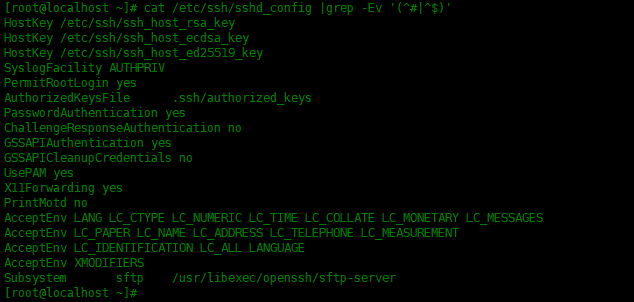 [root@localhost ~]# cat /etc/ssh/sshd_config |grep -Ev '(^#|^$)'
HostKey /etc/ssh/ssh_host_rsa_key
HostKey /etc/ssh/ssh_host_ecdsa_key
HostKey /etc/ssh/ssh_host_ed25519_key
SyslogFacility AUTHPRIV
PermitRootLogin yes
AuthorizedKeysFile      .ssh/authorized_keys
PasswordAuthentication yes
ChallengeResponseAuthentication no
GSSAPIAuthentication yes
GSSAPICleanupCredentials no
UsePAM yes
X11Forwarding yes
PrintMotd no
AcceptEnv LANG LC_CTYPE LC_NUMERIC LC_TIME LC_COLLATE LC_MONETARY LC_MESSAGES
AcceptEnv LC_PAPER LC_NAME LC_ADDRESS LC_TELEPHONE LC_MEASUREMENT
AcceptEnv LC_IDENTIFICATION LC_ALL LANGUAGE
AcceptEnv XMODIFIERS
Subsystem       sftp    /usr/libexec/openssh/sftp-server
[root@localhost ~]#